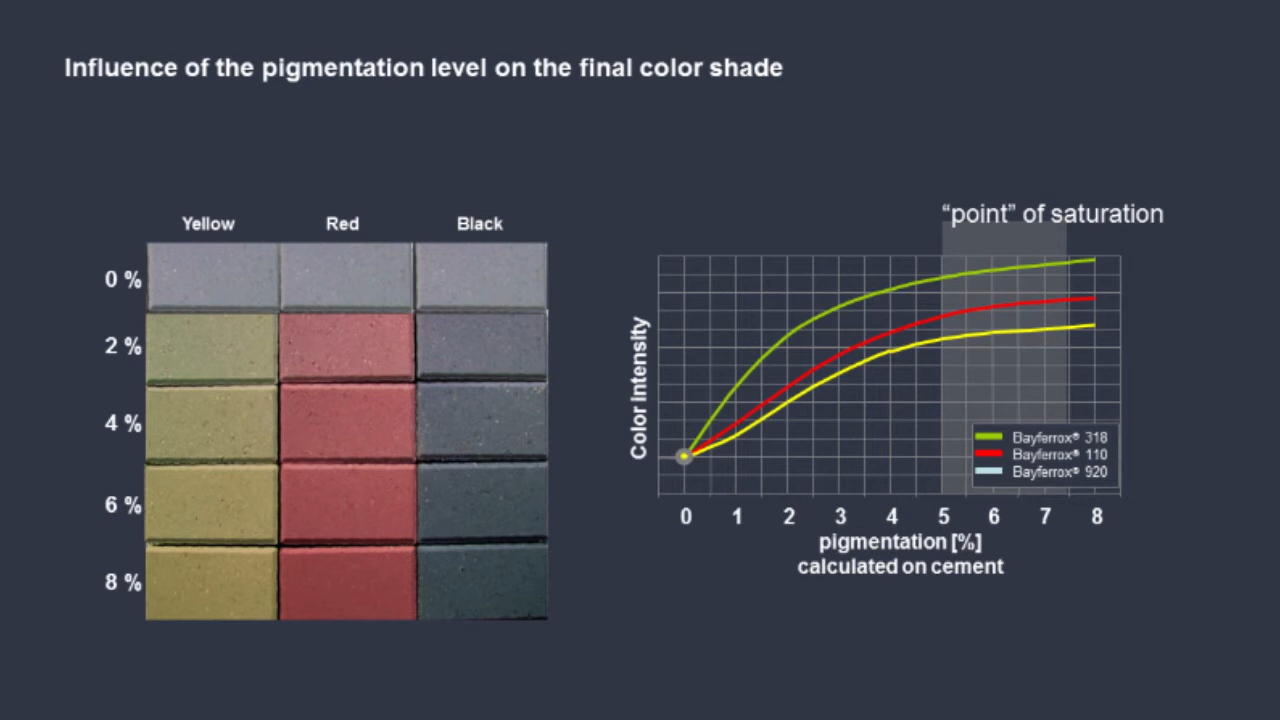 Influence of the pigmentation level on the final color shade
Yellow Red Black
0 %
2 %
4 %
6 %
8 %
“point” of saturation
Color intensity
Bayferrox® 318
Bayferrox® 110
Bayferrox® 920
0 1 2 3 4 5 6 7 8
pigmentation [%]
calculated on cement